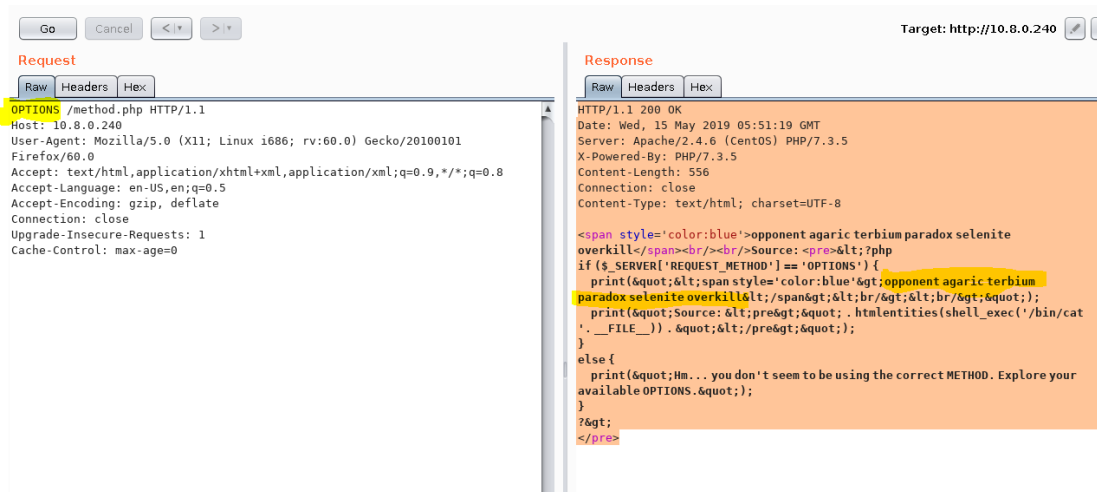 Go Cancel < >
Target: http://10.8.0.240
Request
Raw Headers Hex
OPTIONS /method.php HTTP/1.1
Host: 10.8.0.240
User-Agent: Mozilla/5.0 (X11; Linux i686; rv:60.0) Gecko/20100101
Firefox/60.0
Accept: text/html,application/xhtml+xml,application/xml;q=0.9,*/*;q=0.8
Accept-Language: en-US,en;q=0.5
Accept-Encoding: gzip, deflate
Connection: close
Upgrade-Insecure-Requests: 1
Cache-Control: max-age=0
Response
Raw Headers Hex
HTTP/1.1 200 OK
Date: Wed, 15 May 2019 05:51:19 GMT
Server: Apache/2.4.6 (CentOS) PHP/7.3.5
X-Powered-By: PHP/7.3.5
Content-Length: 556
Connection: close
Content-Type: text/html; charset=UTF-8
<span style='color:blue'>opponent agaric terbium paradox selenite
overkill</span><br/><br/>Source: <pre>&lt;?php
if ($_SERVER['REQUEST_METHOD'] == 'OPTIONS') {
print(&quot;&lt;span style='color:blue'&gt;opponent agaric terbium
paradox selenite overkill&lt;/span&gt;&lt;br/&gt;&lt;br/&gt;&quot;);
print(&quot;Source: &lt;pre&gt;&quot; . htmlentities(shell_exec('/bin/cat
'. __FILE__)) . &quot;&lt;/pre&gt;&quot;);
}
else {
print(&quot;Hm... you don't seem to be using the correct METHOD. Explore your
available OPTIONS.&quot;);
}
?&gt;
</pre>